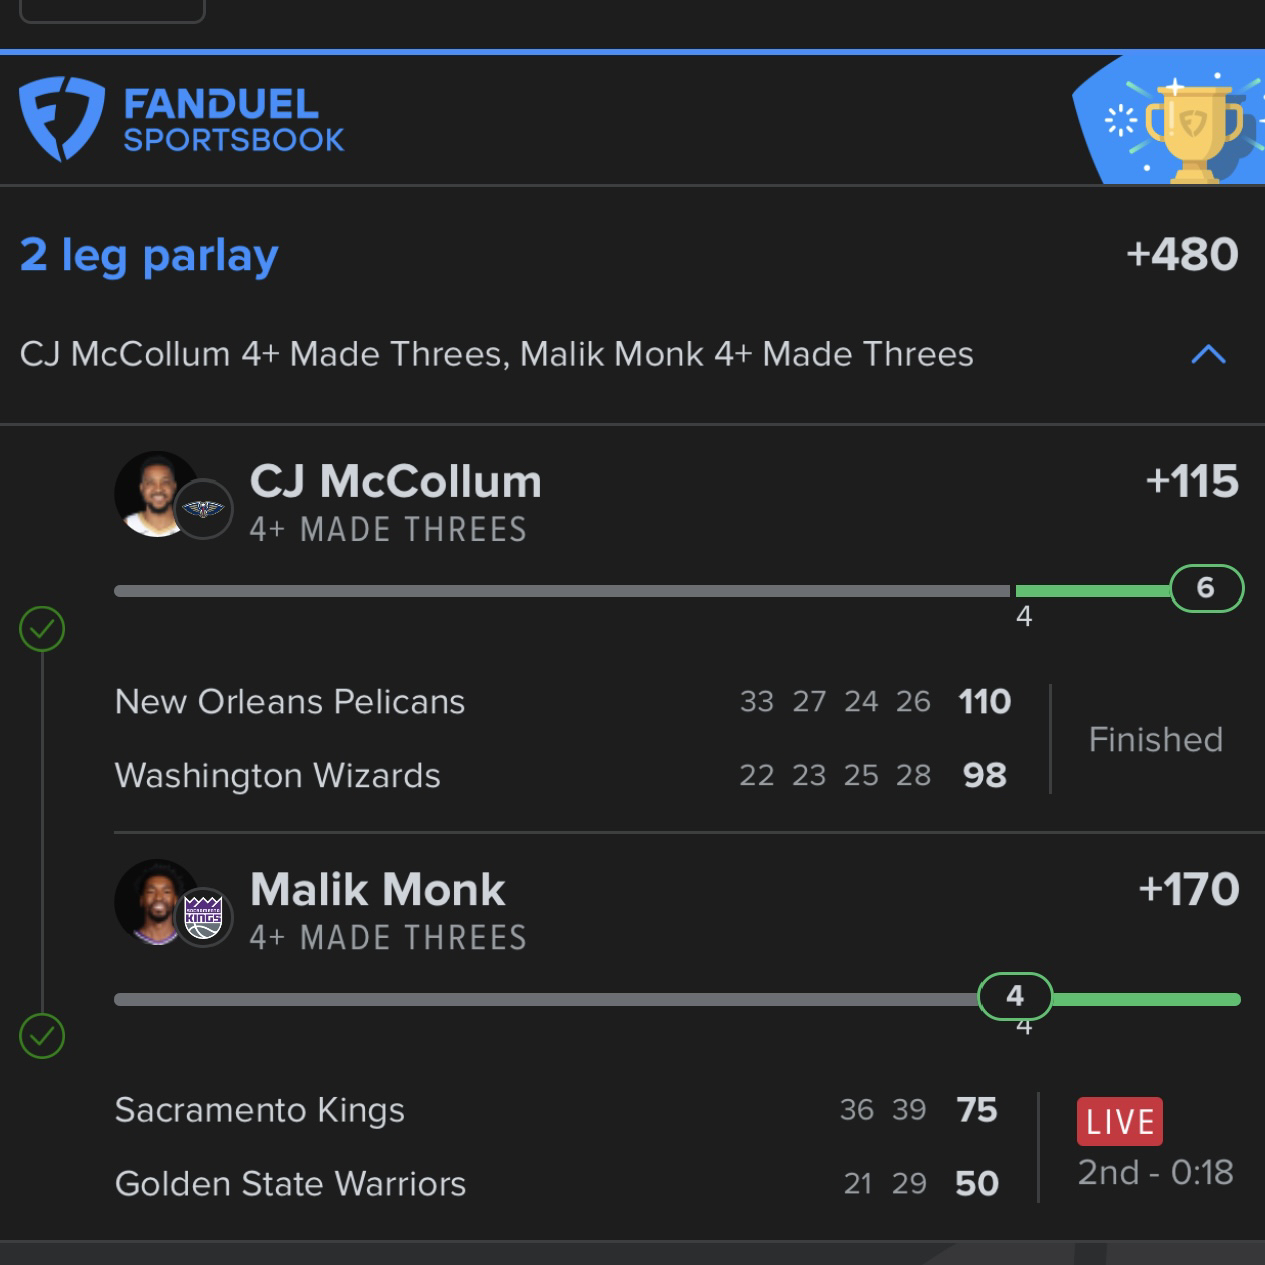 FANDUEL
SPORTSBOOK
2 leg parlay +480
CJ McCollum 4+ Made Threes, Malik Monk 4+ Made Threes
CJ McCollum +115
4+ MADE THREES
6
4
New Orleans Pelicans 33 27 24 26 110
Finished
Washington Wizards 22 23 25 28 98
Malik Monk +170
SACRAMENTO
KINGS
4+ MADE THREES
4
4
Sacramento Kings 36 39 75
LIVE
2nd - 0:18
Golden State Warriors 21 29 50